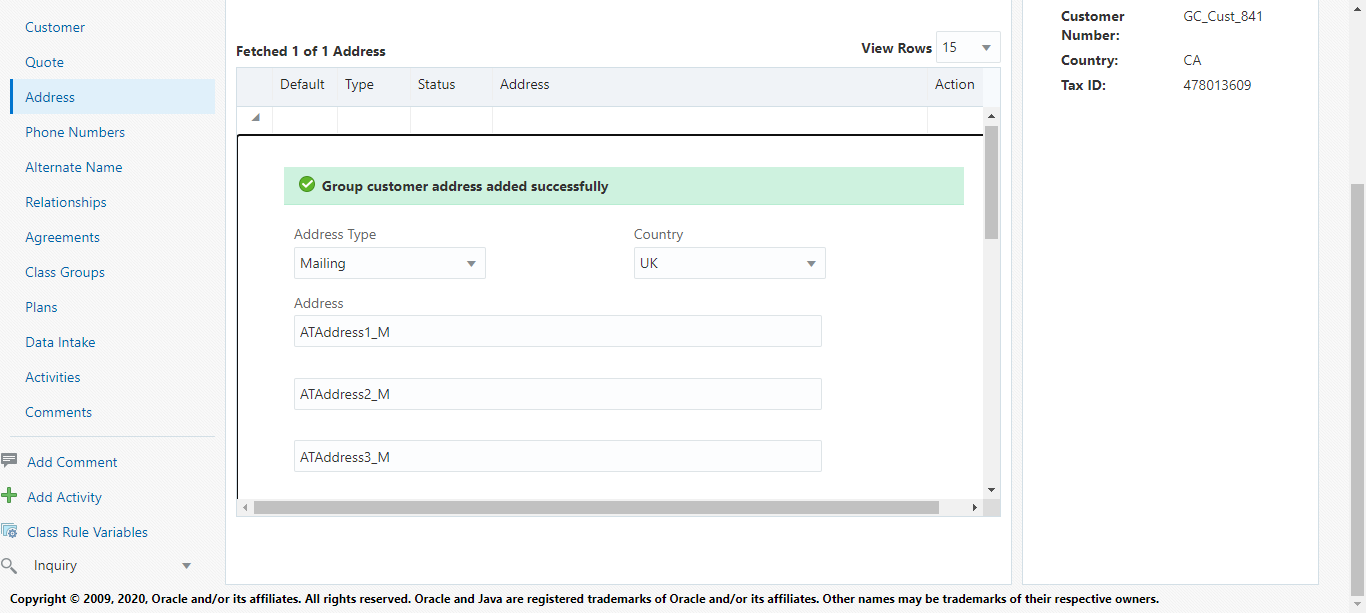 Customer
Quote
Address
Phone Numbers
Alternate Name
Relationships
Agreements
Class Groups
Plans
Data Intake
Activities
Comments
Add Comment
Add Activity
Class Rule Variables
Inquiry
Fetched 1 of 1 Address
View Rows 15
Default Type Status Address Action
Group customer address added successfully
Address Type Country
Mailing UK
Address
ATAddress1_M
ATAddress2_M
ATAddress3_M
Customer GC_Cust_841
Number:
Country: CA
Tax ID: 478013609
Copyright © 2009, 2020, Oracle and/or its affiliates. All rights reserved. Oracle and Java are registered trademarks of Oracle and/or its affiliates. Other names may be trademarks of their respective owners.